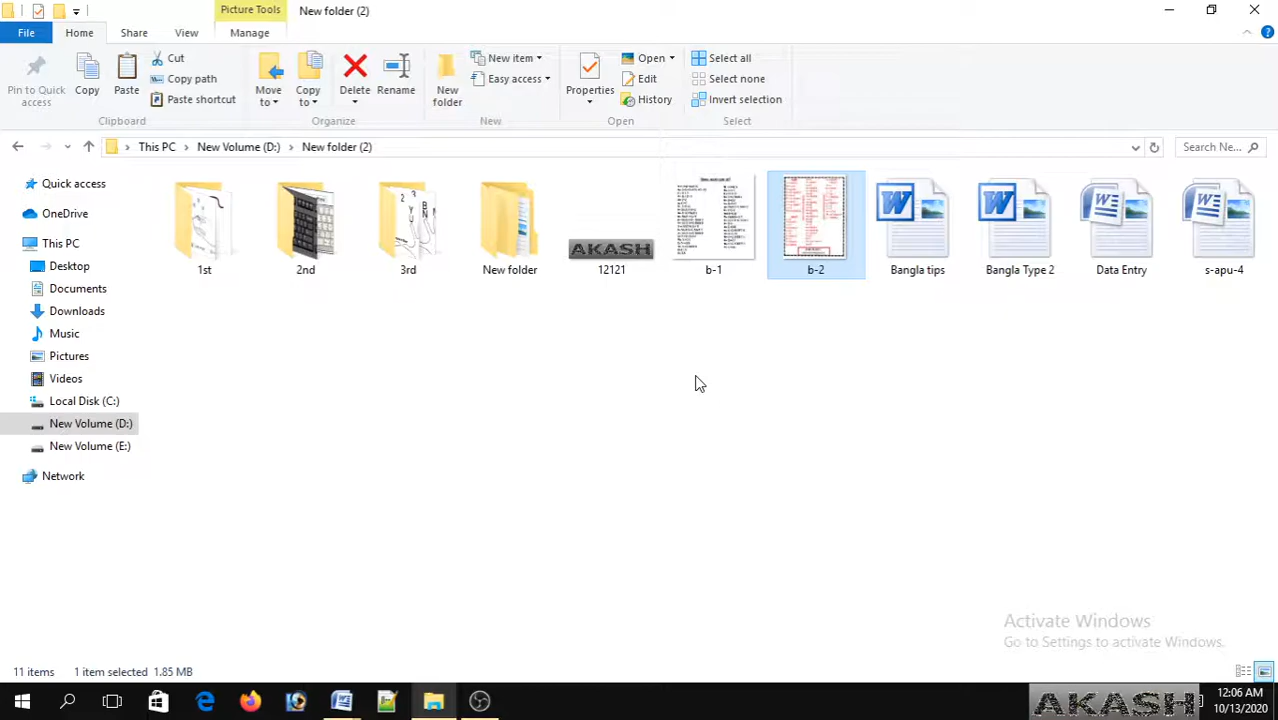 Picture Tools
New folder (2)
File
Home
Share
View
Manage
Pin to Quick
access
Copy
Paste
Cut
Copy path
Paste shortcut
Clipboard
Move
to
Copy
to
Delete
Rename
Organize
New
folder
New item
Easy access
New
Properties
Open
Edit
History
Open
Select all
Select none
Invert selection
Select
This PC
New Volume (D:)
New folder (2)
Search Ne...
Quick access
OneDrive
This PC
Desktop
Documents
Downloads
Music
Pictures
Videos
Local Disk (C:)
New Volume (D:)
New Volume (E:)
Network
AKASH
1st
2nd
3rd
New folder
12121
b-1
b-2
Bangla tips
Bangla Type 2
Data Entry
s-apu-4
Activate Windows
Go to Settings to activate Windows.
11 items
1 item selected 1.85 MB
AKASH
12:06 AM
10/13/2020